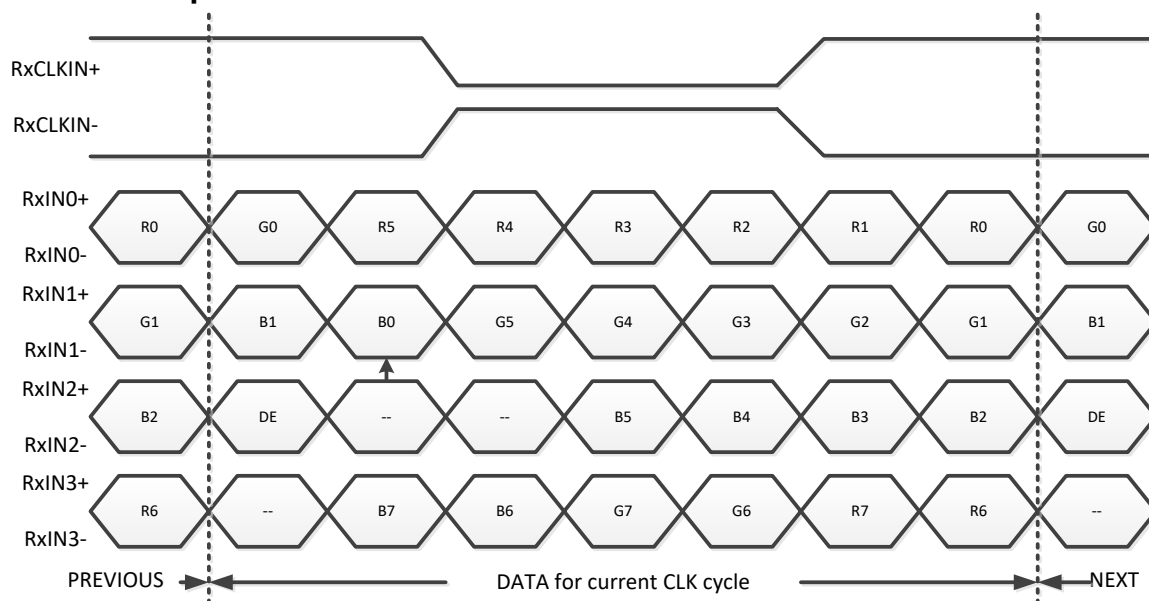 RxCLKIN+
RxCLKIN-
RxIN0+
R0 G0 R5 R4 R3 R2 R1 R0 G0
RxIN0-
RxIN1+
G1 B1 B0 G5 G4 G3 G2 G1 B1
RxIN1-
RxIN2+
B2 DE -- -- B5 B4 B3 B2 DE
RxIN2-
RxIN3+
R6 -- B7 B6 G7 G6 R7 R6 --
RxIN3-
PREVIOUS DATA for current CLK cycle NEXT